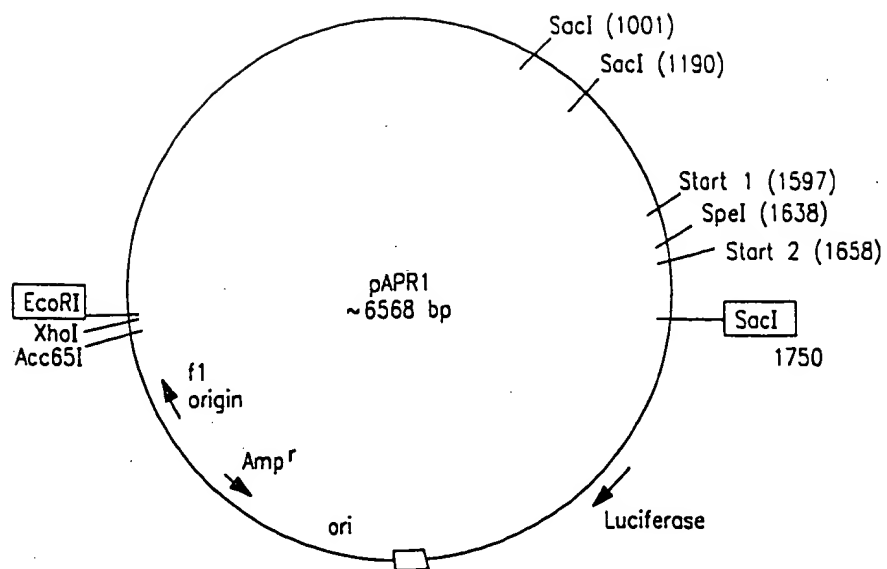 SacI (1001)
SacI (1190)
Start 1 (1597)
SpeI (1638)
Start 2 (1658)
pAPR1
~6568 bp
EcoRI
XhoI
Acc65I
SacI
1750
f1
origin
Amp r
ori
Luciferase